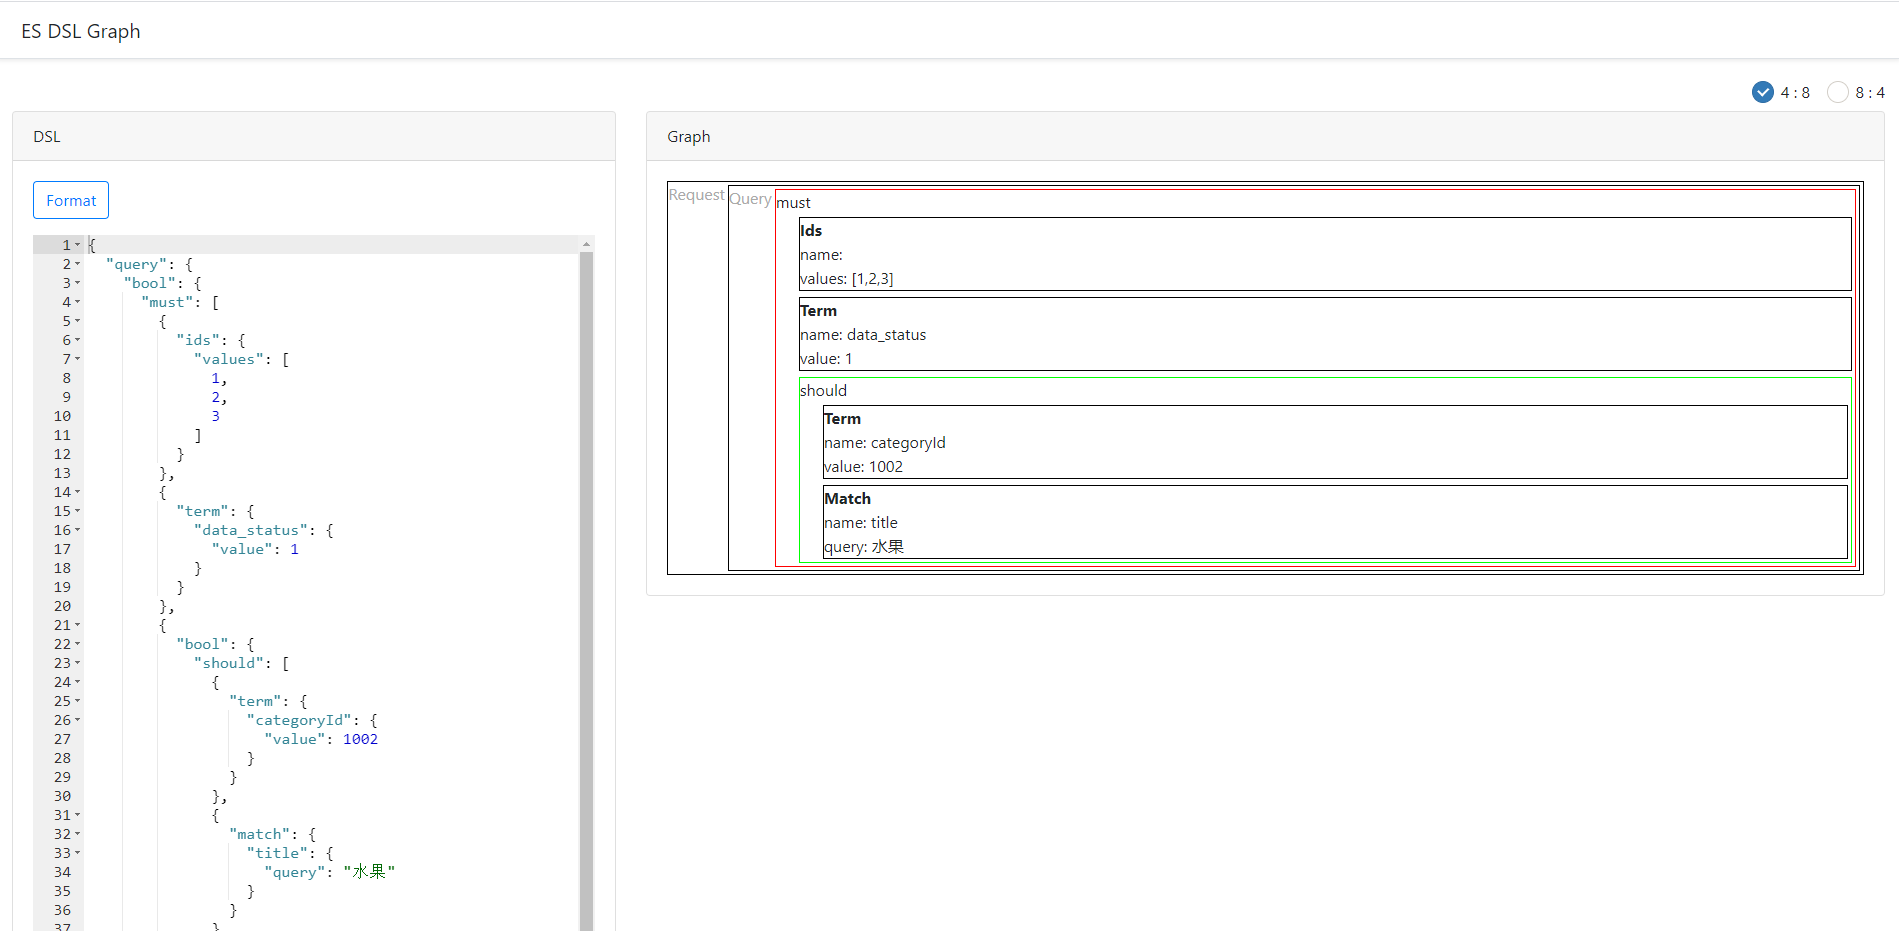 ES DSL Graph
4 : 8
8 : 4
DSL
Format
1 {
2 "query": {
3 "bool": {
4 "must": [
5 {
6 "ids": {
7 "values": [
8 1,
9 2,
10 3
11 ]
12 }
13 },
14 {
15 "term": {
16 "data_status": {
17 "value": 1
18 }
19 }
20 },
21 {
22 "bool": {
23 "should": [
24 {
25 "term": {
26 "categoryId": {
27 "value": 1002
28 }
29 }
30 },
31 {
32 "match": {
33 "title": {
34 "query": "水果"
35 }
36 }
37 }
Graph
Request
Query
must
Ids
name:
values: [1,2,3]
Term
name: data_status
value: 1
should
Term
name: categoryId
value: 1002
Match
name: title
query: 水果